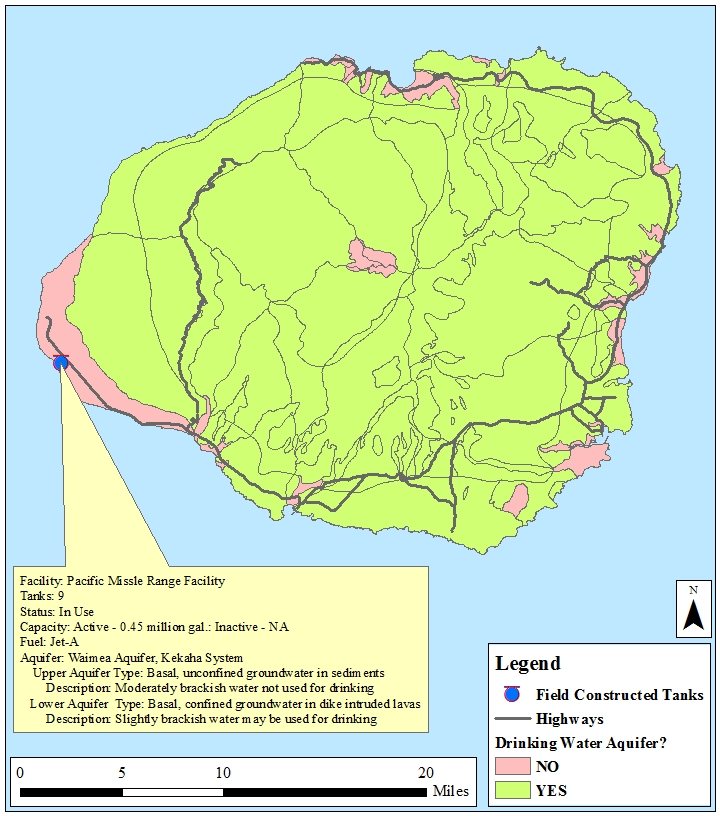 Facility: Pacific Missle Range Facility
Tanks: 9
Status: In Use
Capacity: Active - 0.45 million gal.: Inactive - NA
Fuel: Jet-A
Aquifer: Waimea Aquifer, Kekaha System
Upper Aquifer Type: Basal, unconfined groundwater in sediments
Description: Moderately brackish water not used for drinking
Lower Aquifer Type: Basal, confined groundwater in dike intruded lavas
Description: Slightly brackish water may be used for drinking
N
Legend
Field Constructed Tanks
Highways
Drinking Water Aquifer?
NO
YES
0 5 10 20
Miles